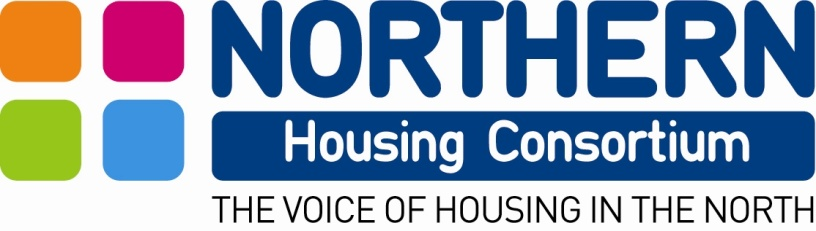 NORTHERN
Housing Consortium
THE VOICE OF HOUSING IN THE NORTH